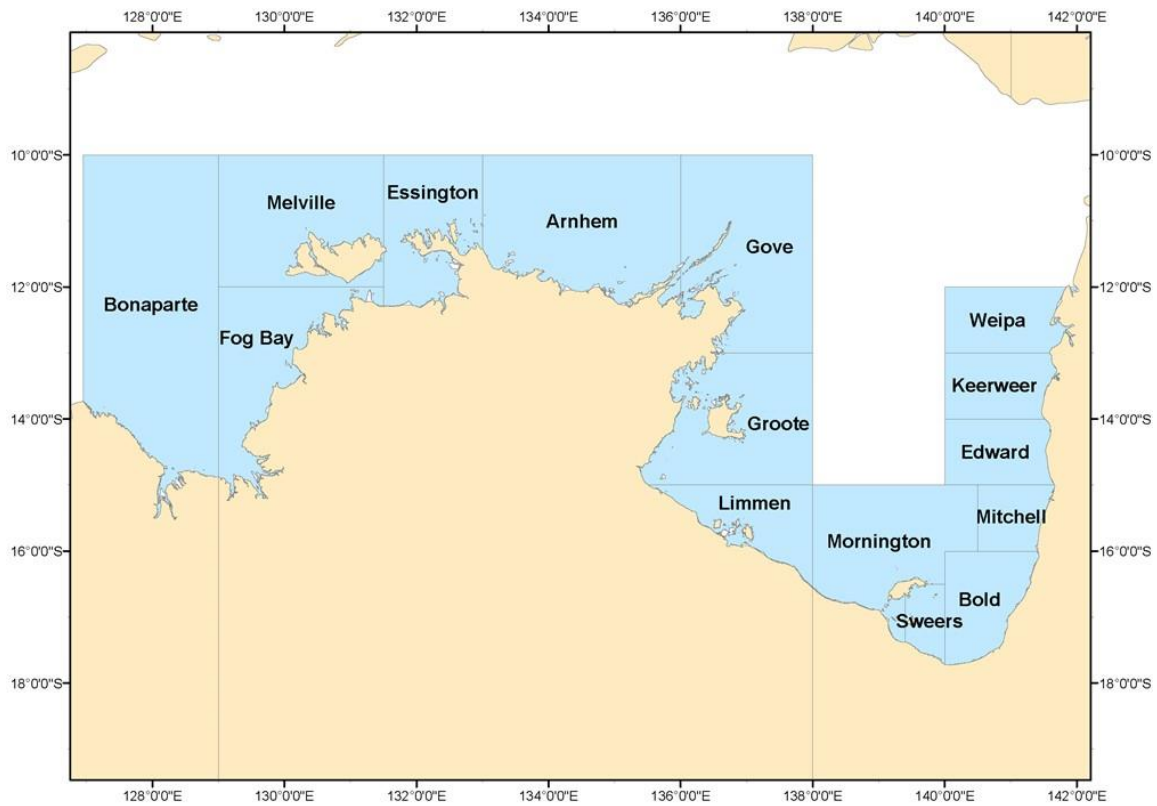 128°0'0"E 130°0'0"E 132°0'0"E 134°0'0"E 136°0'0"E 138°0'0"E 140°0'0"E 142°0'0"E
10°0'0"S 10°0'0"S
Essington
Melville
Arnhem
Gove
12°0'0"S 12°0'0"S
Bonaparte
Weipa
Fog Bay
Keerweer
14°0'0"S 14°0'0"S
Groote
Edward
Limmen
Mitchell
Mornington
16°0'0"S 16°0'0"S
Bold
Sweers
18°0'0"S 18°0'0"S
128°0'0"E 130°0'0"E 132°0'0"E 134°0'0"E 136°0'0"E 138°0'0"E 140°0'0"E 142°0'0"E